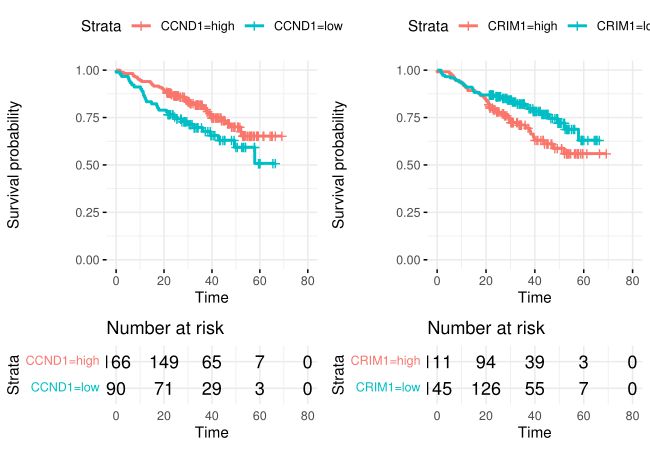 Strata CCND1=high CCND1=low
Survival probability
1.00
0.75
0.50
0.25
0.00
0 20 40 60 80
Time
Number at risk
Strata
CCND1=high 166 149 65 7 0
CCND1=low 90 71 29 3 0
0 20 40 60 80
Time
Strata CRIM1=high CRIM1=lo
Survival probability
1.00
0.75
0.50
0.25
0.00
0 20 40 60 80
Time
Number at risk
Strata
CRIM1=high 111 94 39 3 0
CRIM1=low 145 126 55 7 0
0 20 40 60 80
Time